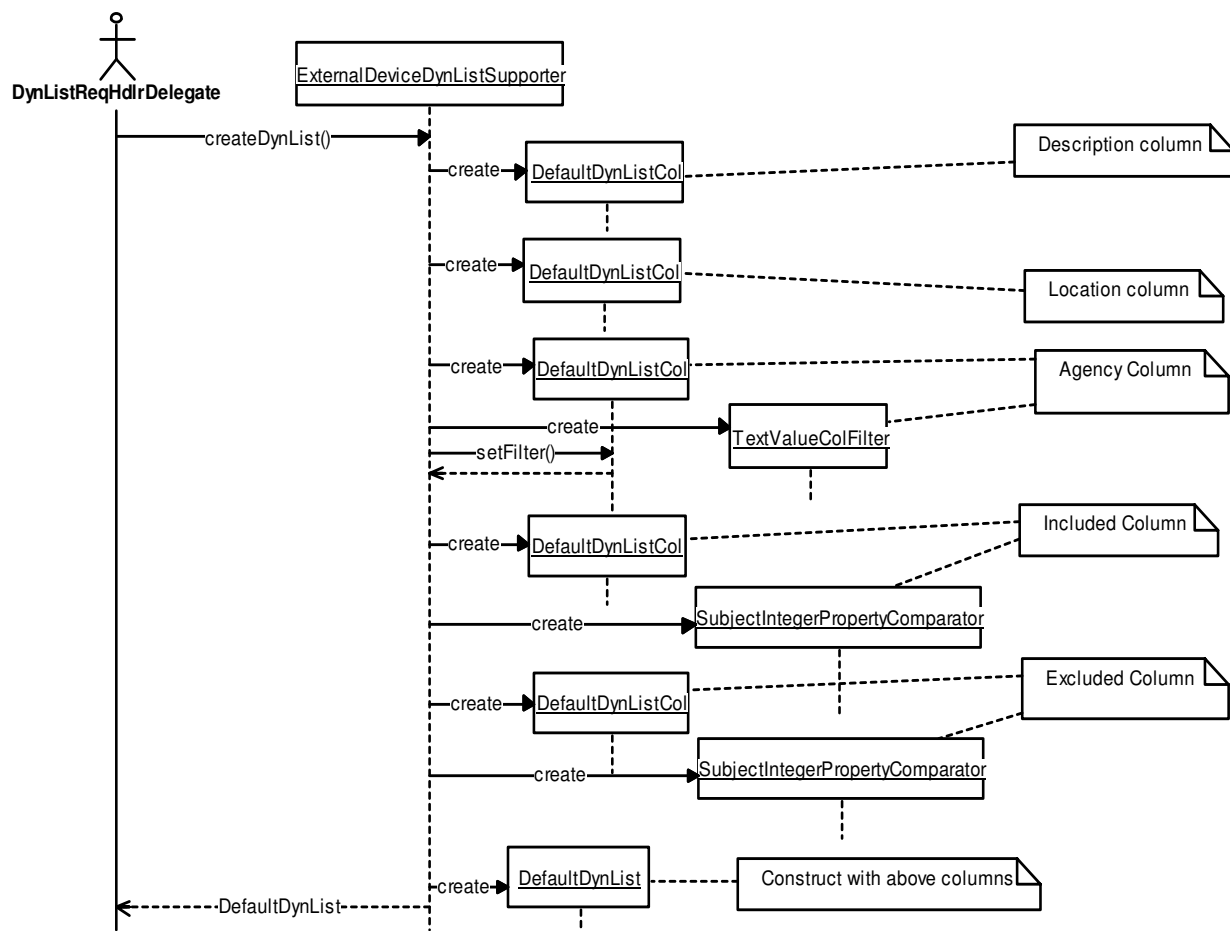 DynListReqHdlrDelegate
ExternalDeviceDynListSupporter
createDynList()
create
DefaultDynListCol
Description column
create
DefaultDynListCol
Location column
create
DefaultDynListCol
Agency Column
create
TextValueColFilter
setFilter()
create
DefaultDynListCol
Included Column
create
SubjectIntegerPropertyComparator
create
DefaultDynListCol
Excluded Column
create
SubjectIntegerPropertyComparator
create
DefaultDynList
Construct with above columns
DefaultDynList